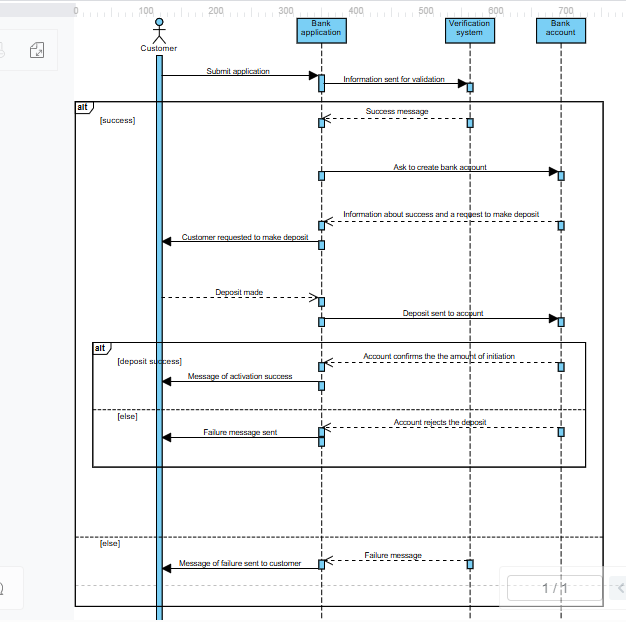 0 100 200 300 400 500 600 700
Customer
Bank
application
Verification
system
Bank
account
Submit application
Information sent for validation
alt
[success]
Success message
Ask to create bank account
Information about success and a request to make deposit
Customer requested to make deposit
Deposit made
Deposit sent to account
alt
[deposit success]
Account confirms the the amount of initiation
Message of activation success
[else]
Account rejects the deposit
Failure message sent
[else]
Failure message
Message of failure sent to customer
1 / 1